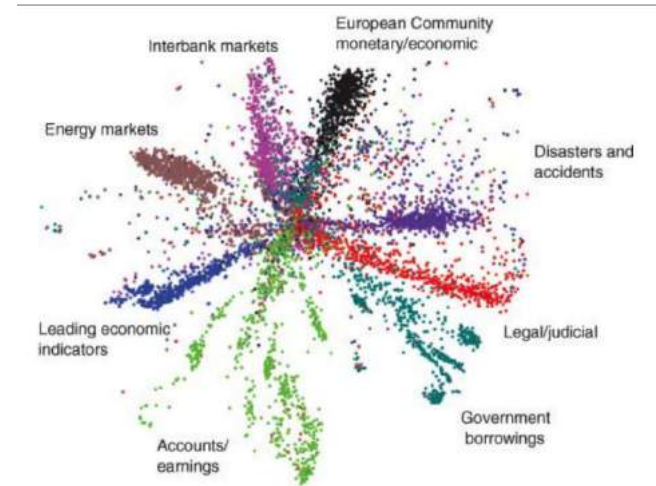 European Community
monetary/economic
Interbank markets
Energy markets
Disasters and
accidents
Leading economic
indicators
Legal/judicial
Government
borrowings
Accounts/
earnings